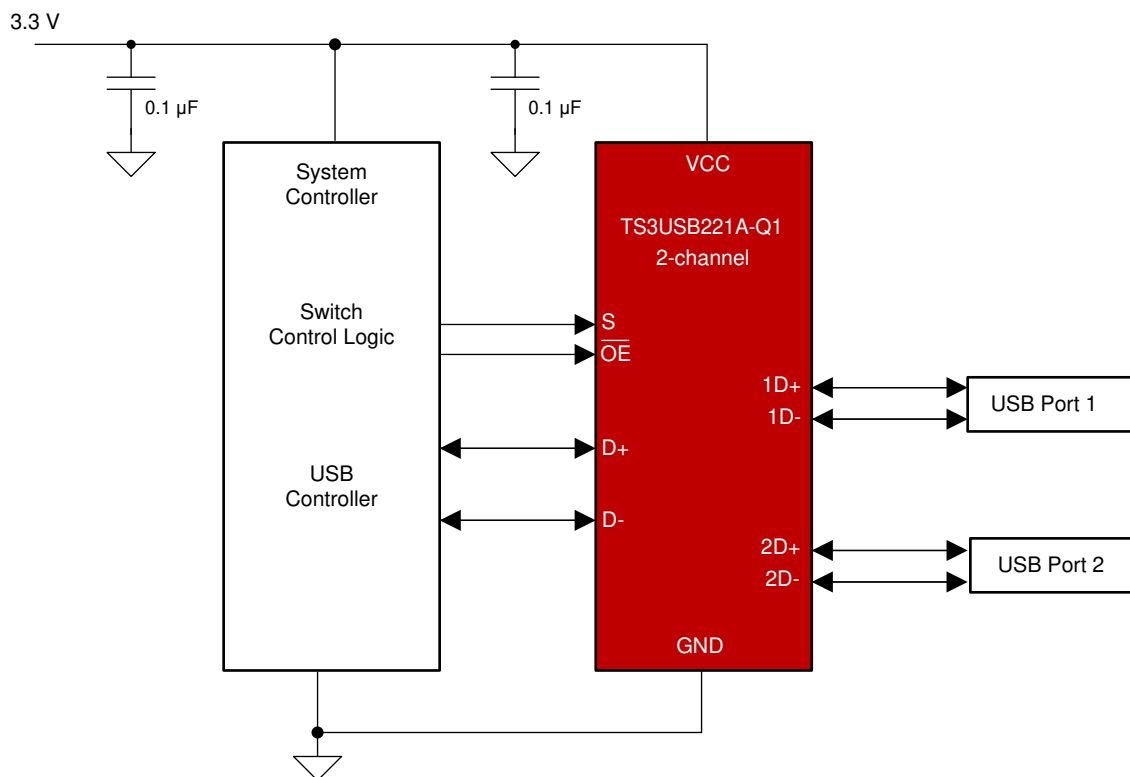 3.3 V
0.1 µF
0.1 µF
System
Controller
Switch
Control Logic
USB
Controller
VCC
TS3USB221A-Q1
2-channel
S
OE
D+
D-
1D+
1D-
2D+
2D-
GND
USB Port 1
USB Port 2